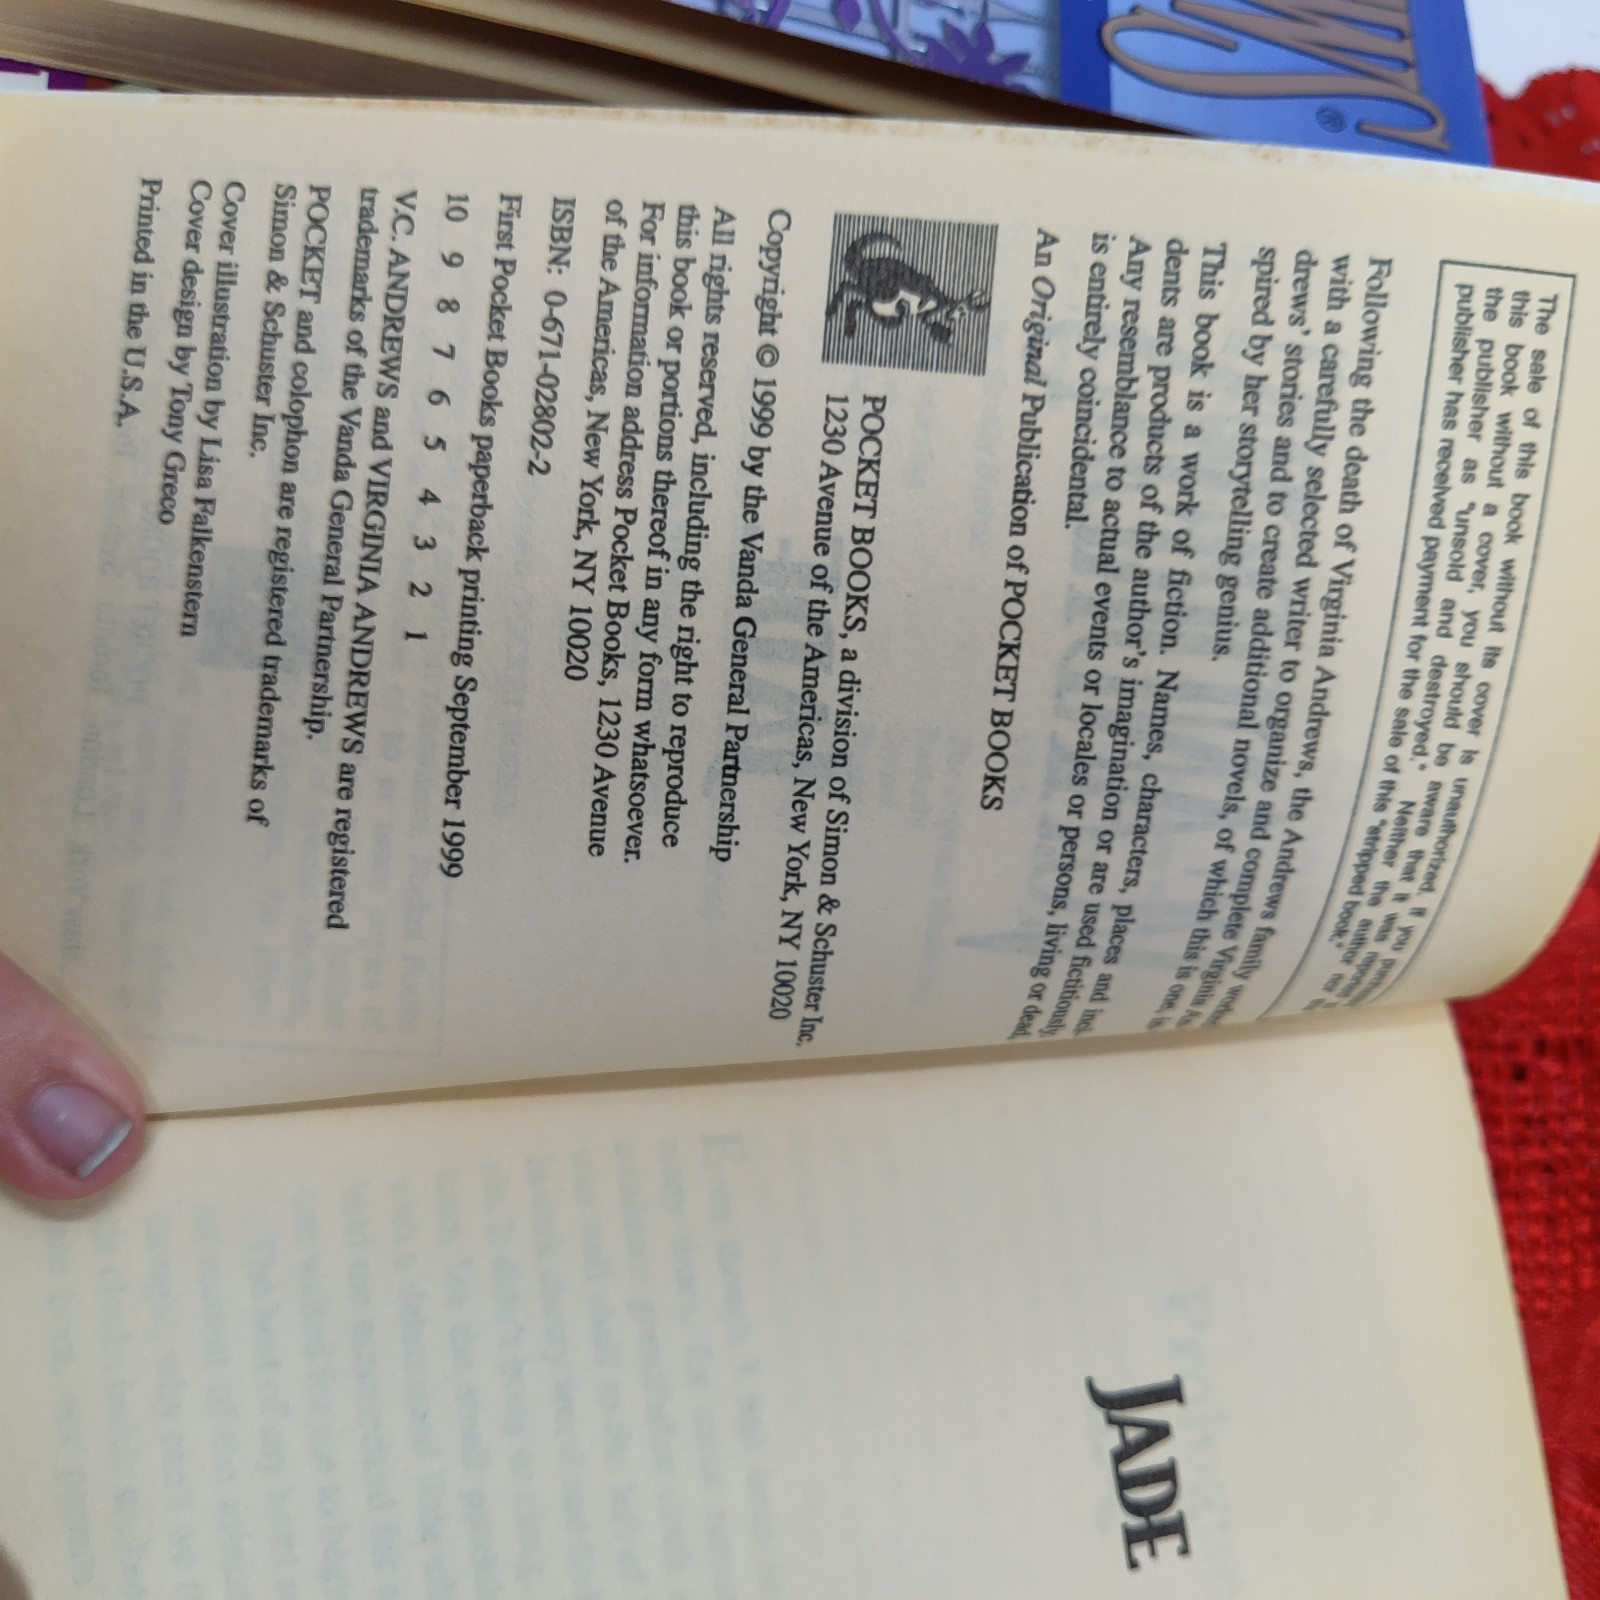 The sale of this book without its cover is unauthorized. If you
this book without a cover, you should be aware that it was
the publisher as "unsold and destroyed." Neither the author nor the
publisher has received payment for the sale of this "stripped book."
Following the death of Virginia Andrews, the Andrews family
with a carefully selected writer to organize and complete Virginia
drews' stories and to create additional novels, of which this is one,
spired by her storytelling genius.
This book is a work of fiction. Names, characters, places and
dents are products of the author's imagination or are used fictitiously.
Any resemblance to actual events or locales or persons, living or dead,
is entirely coincidental.
An Original Publication of POCKET BOOKS
POCKET BOOKS, a division of Simon & Schuster Inc.
1230 Avenue of the Americas, New York, NY 10020
Copyright © 1999 by the Vanda General Partnership
All rights reserved, including the right to reproduce
this book or portions thereof in any form whatsoever.
For information address Pocket Books, 1230 Avenue
of the Americas, New York, NY 10020
ISBN: 0-671-02802-2
First Pocket Books paperback printing September 1999
10 9 8 7 6 5 4 3 2 1
V.C. ANDREWS and VIRGINIA ANDREWS are registered
trademarks of the Vanda General Partnership.
POCKET and colophon are registered trademarks of
Simon & Schuster Inc.
Cover illustration by Lisa Falkenstern
Cover design by Tony Greco
Printed in the U.S.A.
JADE
WS
®